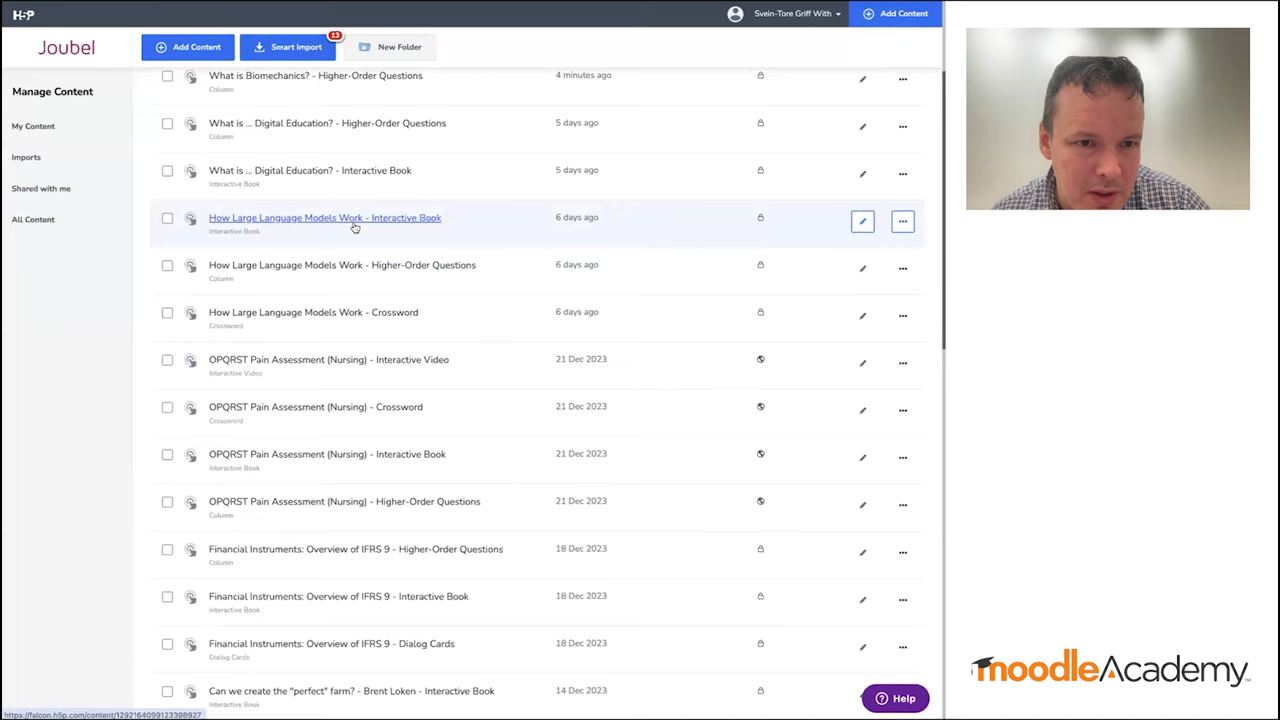 H5P
Svein-Tore Griff With
Add Content
Joubel
Add Content
Smart Import
13
New Folder
Manage Content
My Content
Imports
Shared with me
All Content
What is Biomechanics? - Higher-Order Questions
4 minutes ago
Column
What is ... Digital Education? - Higher-Order Questions
5 days ago
Column
What is ... Digital Education? - Interactive Book
5 days ago
Interactive Book
How Large Language Models Work - Interactive Book
6 days ago
Interactive Book
How Large Language Models Work - Higher-Order Questions
6 days ago
Column
How Large Language Models Work - Crossword
6 days ago
Crossword
OPQRST Pain Assessment (Nursing) - Interactive Video
21 Dec 2023
Interactive Video
OPQRST Pain Assessment (Nursing) - Crossword
21 Dec 2023
Crossword
OPQRST Pain Assessment (Nursing) - Interactive Book
21 Dec 2023
Interactive Book
OPQRST Pain Assessment (Nursing) - Higher-Order Questions
21 Dec 2023
Column
Financial Instruments: Overview of IFRS 9 - Higher-Order Questions
18 Dec 2023
Column
Financial Instruments: Overview of IFRS 9 - Interactive Book
18 Dec 2023
Interactive Book
Financial Instruments: Overview of IFRS 9 - Dialog Cards
18 Dec 2023
Dialog Cards
Can we create the "perfect" farm? - Brent Loken - Interactive Book
14 Dec 2023
Interactive Book
Help
https://falcon.h5p.com/content/1292164099123398927
moodleAcademy™